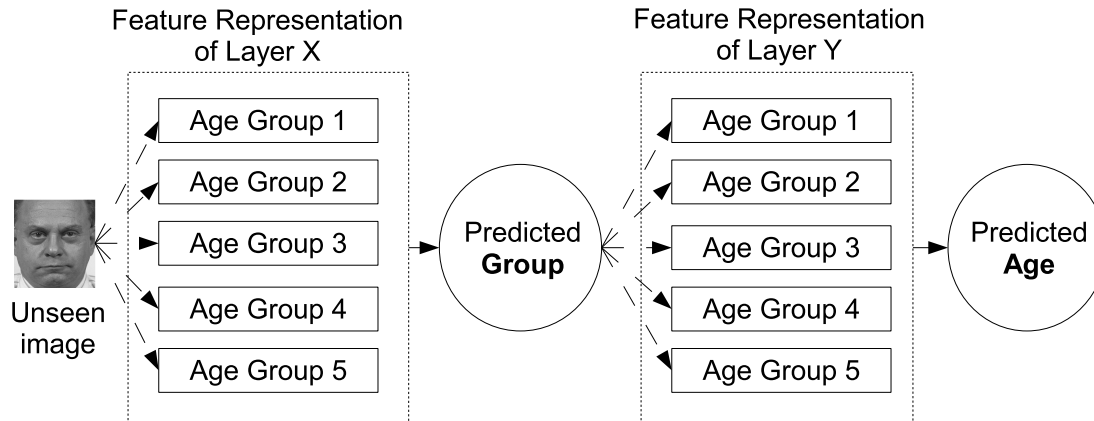 Feature Representation
of Layer X
Age Group 1
Age Group 2
Age Group 3
Age Group 4
Age Group 5
Unseen
image
Predicted
Group
Feature Representation
of Layer Y
Age Group 1
Age Group 2
Age Group 3
Age Group 4
Age Group 5
Predicted
Age